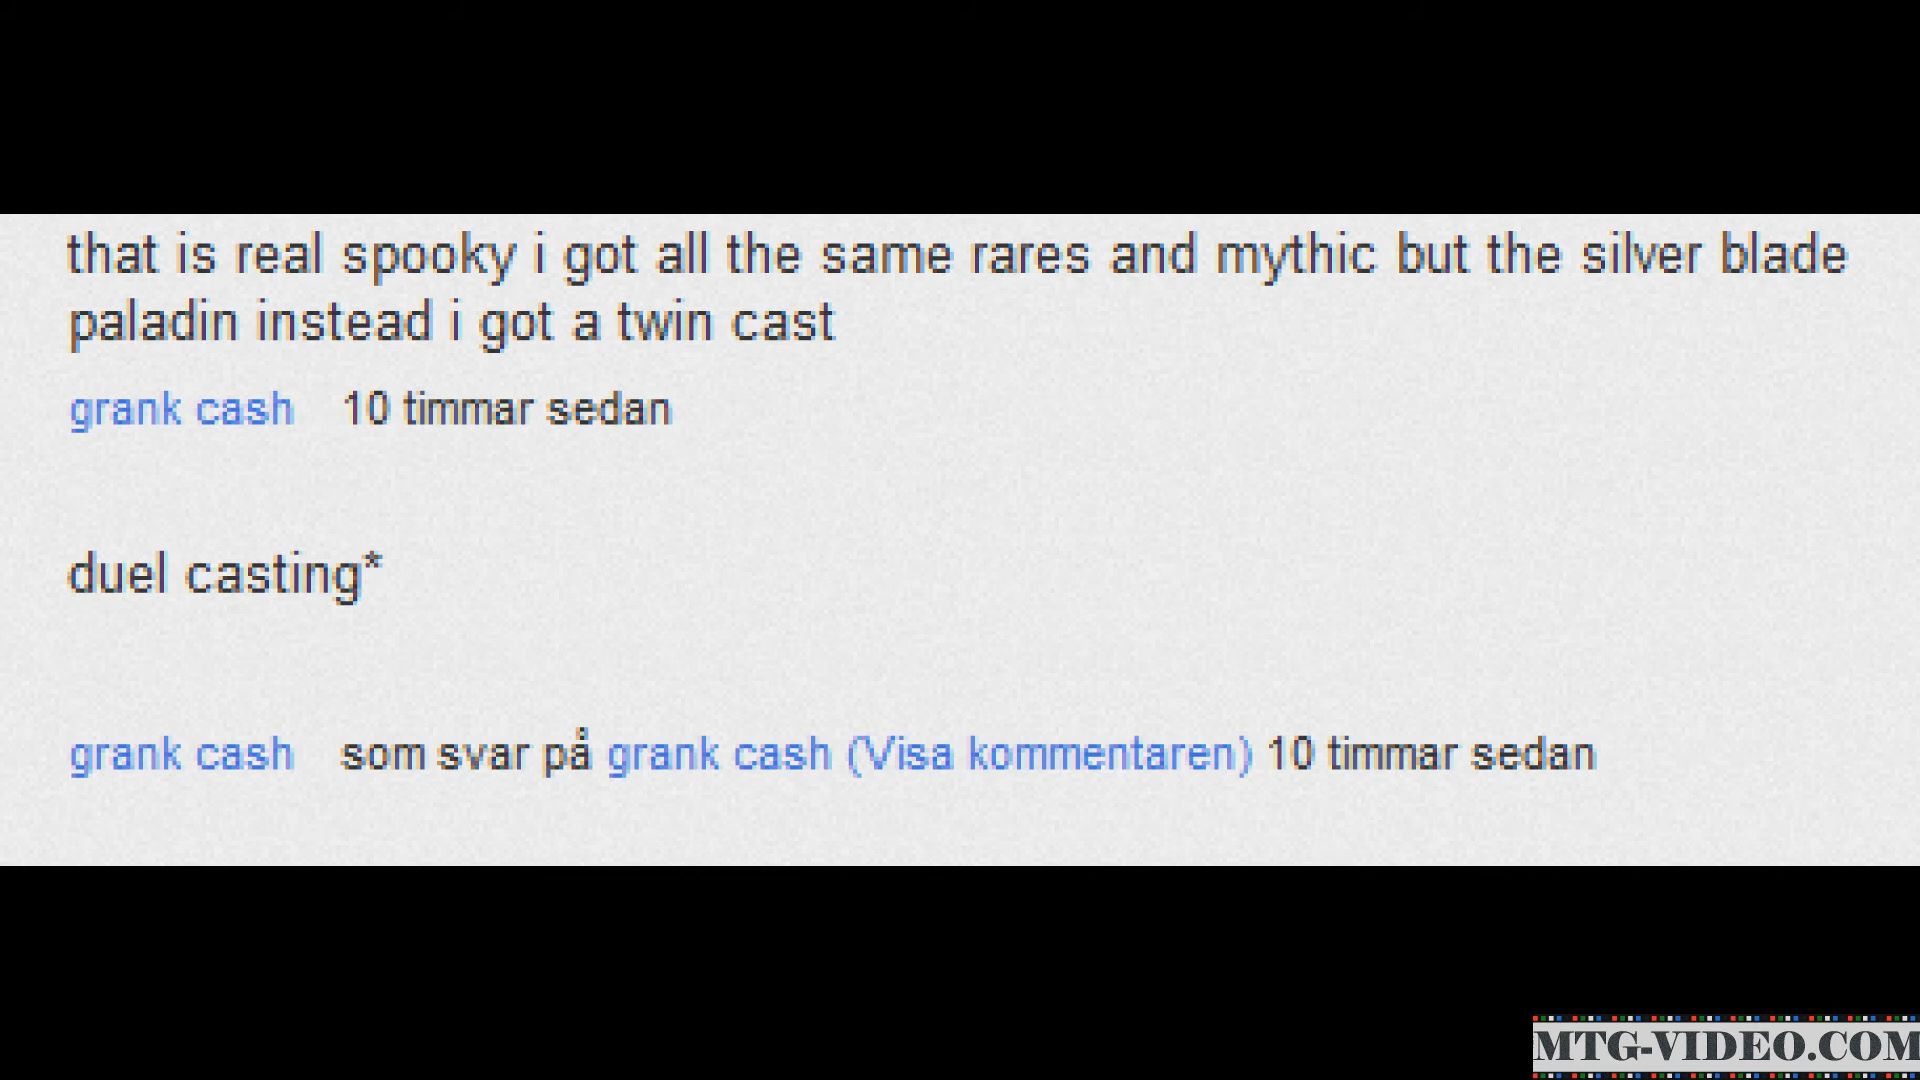 that is real spooky i got all the same rares and mythic but the silver blade
paladin instead i got a twin cast
grank cash 10 timmar sedan
duel casting*
grank cash som svar på grank cash (Visa kommentaren) 10 timmar sedan
MTG-VIDEO.COM